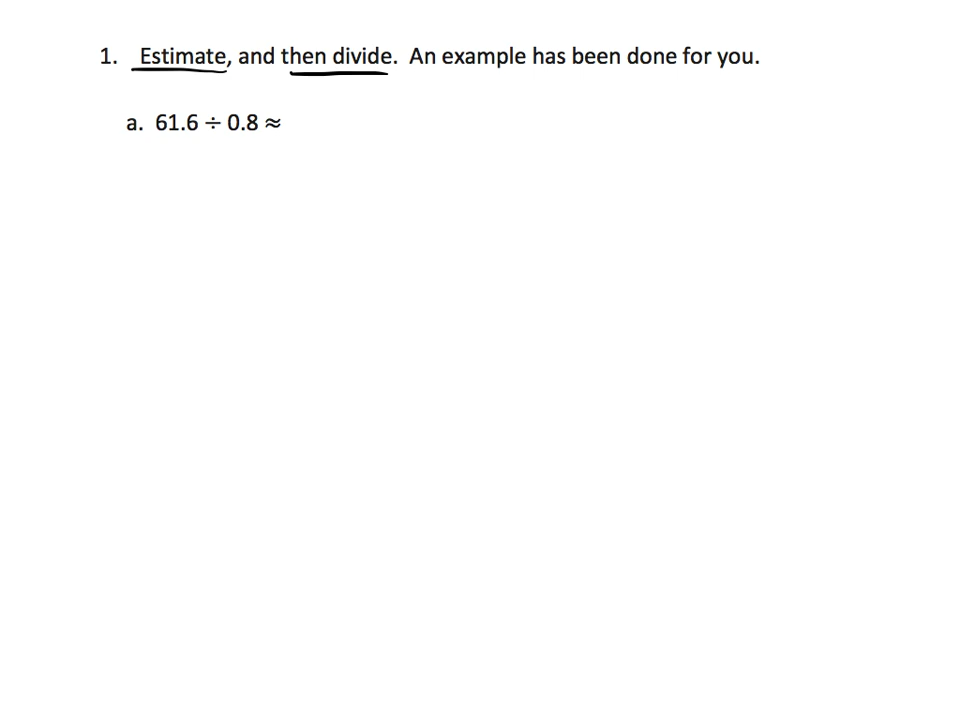 1. Estimate, and then divide. An example has been done for you.
a. 61.6 ÷ 0.8 ≈